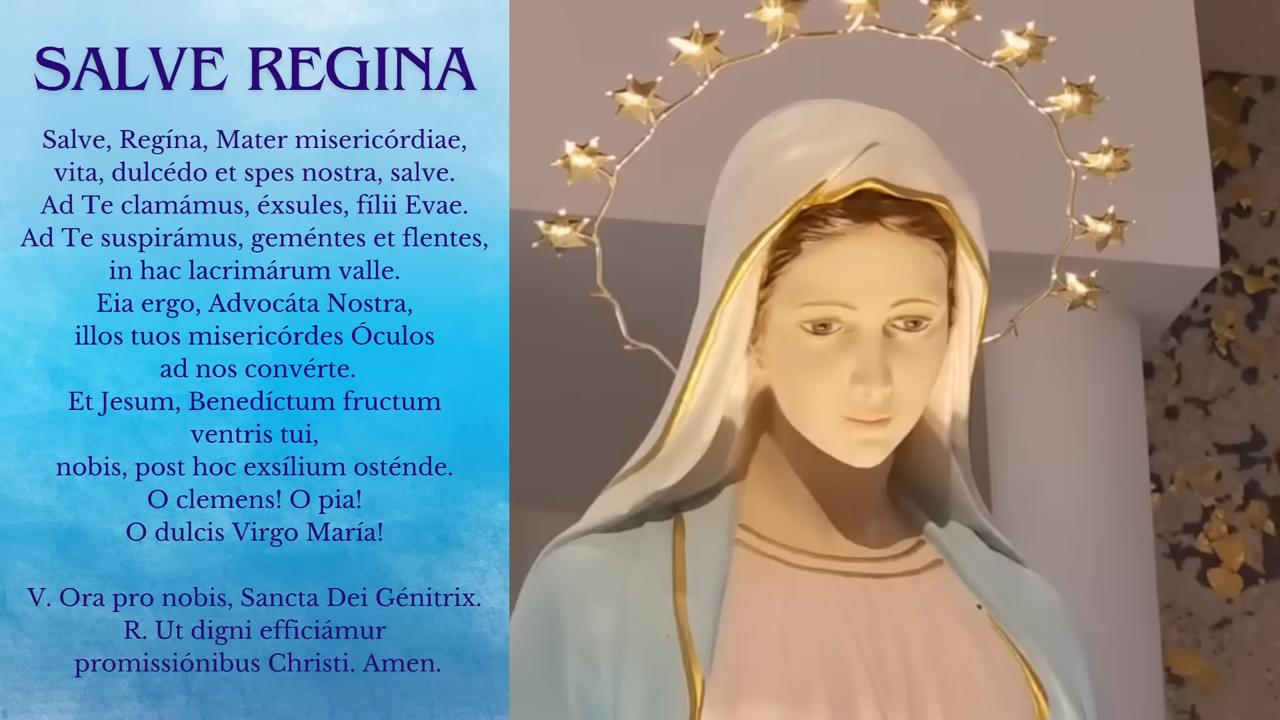 SALVE REGINA
Salve, Regína, Mater misericórdiae,
vita, dulcédo et spes nostra, salve.
Ad Te clamámus, éxsules, fílii Evae.
Ad Te suspirámus, geméntes et flentes,
in hac lacrimárum valle.
Eia ergo, Advocáta Nostra,
illos tuos misericórdes Óculos
ad nos convérte.
Et Jesum, Benedíctum fructum
ventris tui,
nobis, post hoc exsílium osténde.
O clemens! O pia!
O dulcis Virgo María!
V. Ora pro nobis, Sancta Dei Génitrix.
R. Ut digni efficiámur
promissiónibus Christi. Amen.